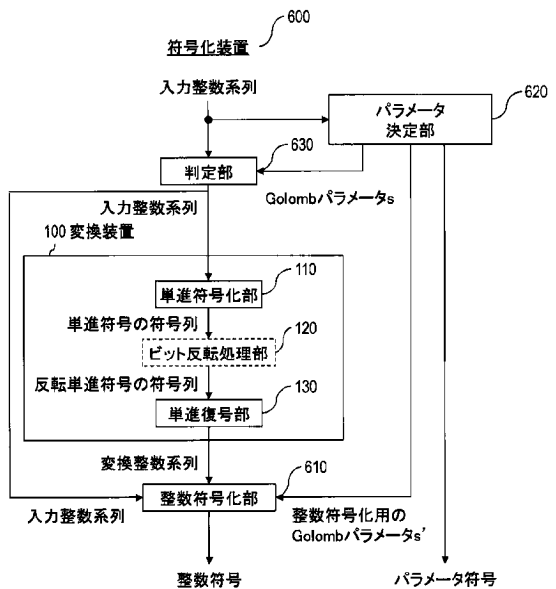 符号化装置
600
入力整数系列
パラメータ
決定部
620
630
判定部
Golombパラメータs
入力整数系列
100 変換装置
110
単進符号化部
単進符号の符号列
120
ビット反転処理部
反転単進符号の符号列
130
単進復号部
変換整数系列
610
整数符号化部
入力整数系列
整数符号化用の
Golombパラメータs'
整数符号
パラメータ符号